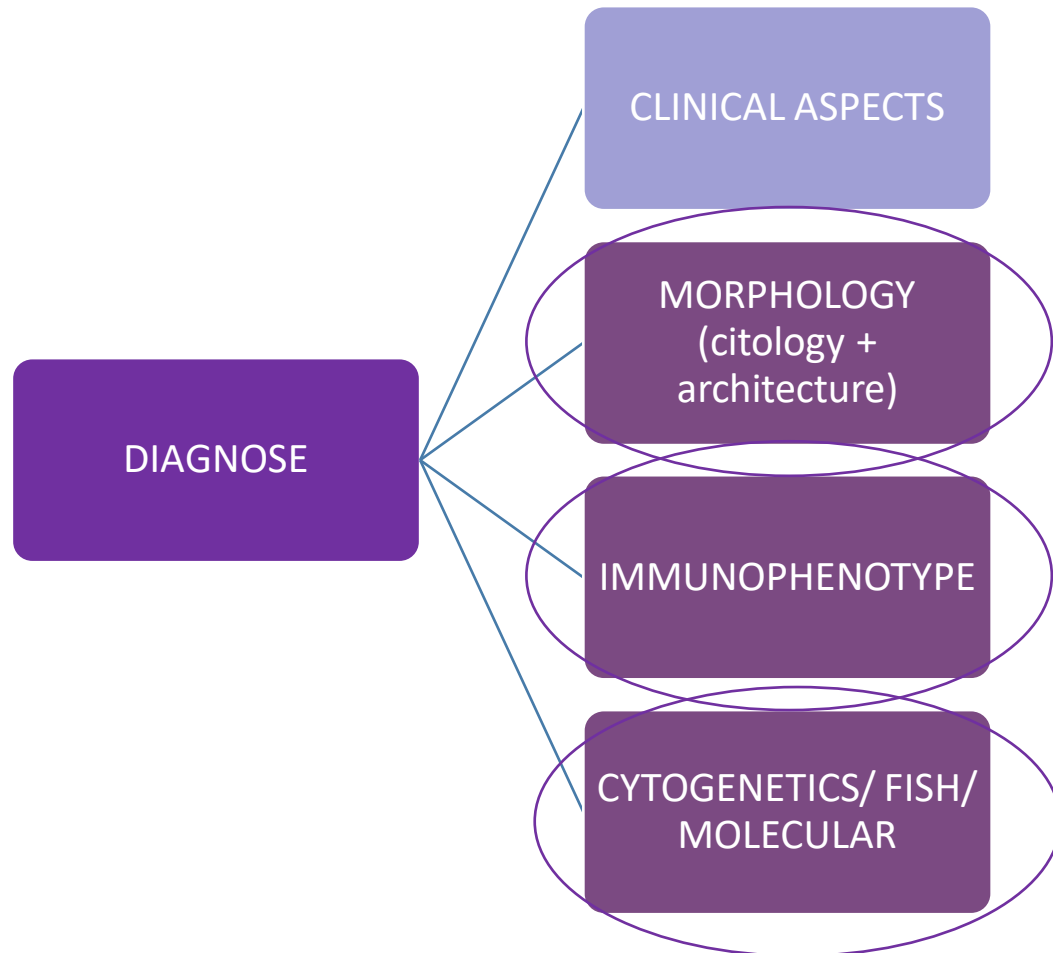 CLINICAL ASPECTS
MORPHOLOGY
(citology +
architecture)
DIAGNOSE
IMMUNOPHENOTYPE
CYTOGENETICS/ FISH/
MOLECULAR